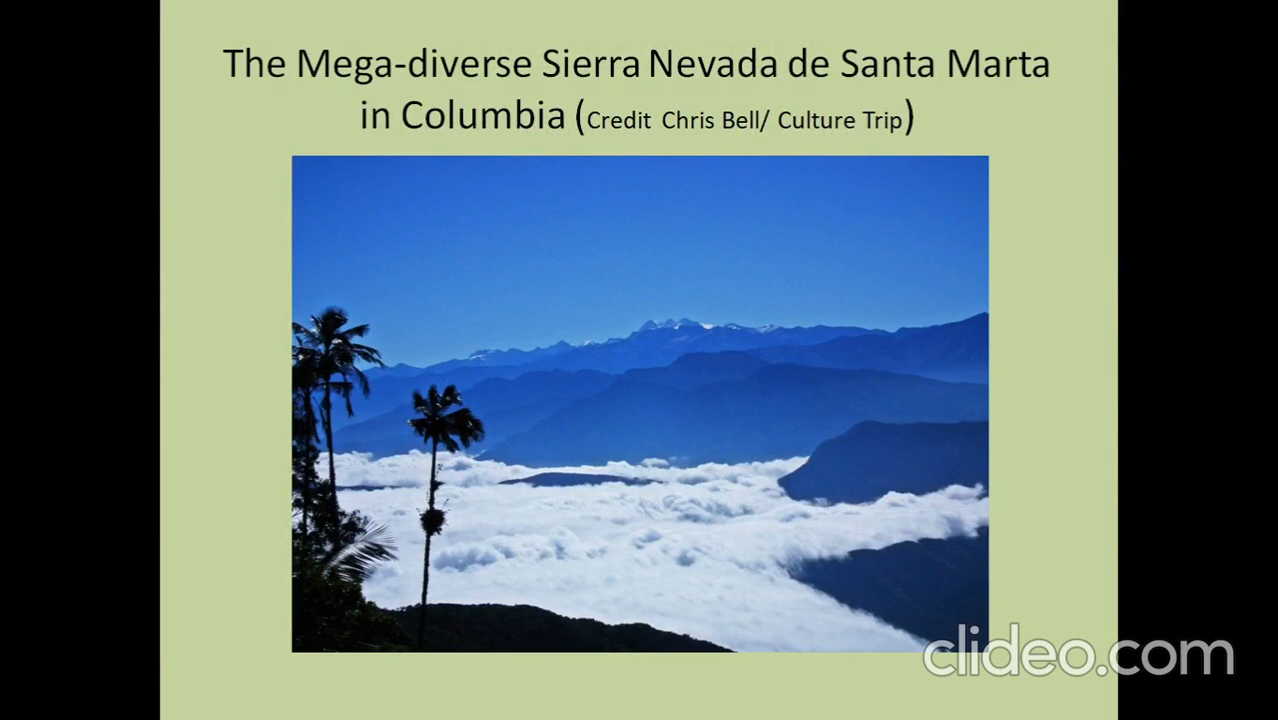 The Mega-diverse Sierra Nevada de Santa Marta
in Columbia (Credit Chris Bell/ Culture Trip)
clideo.com